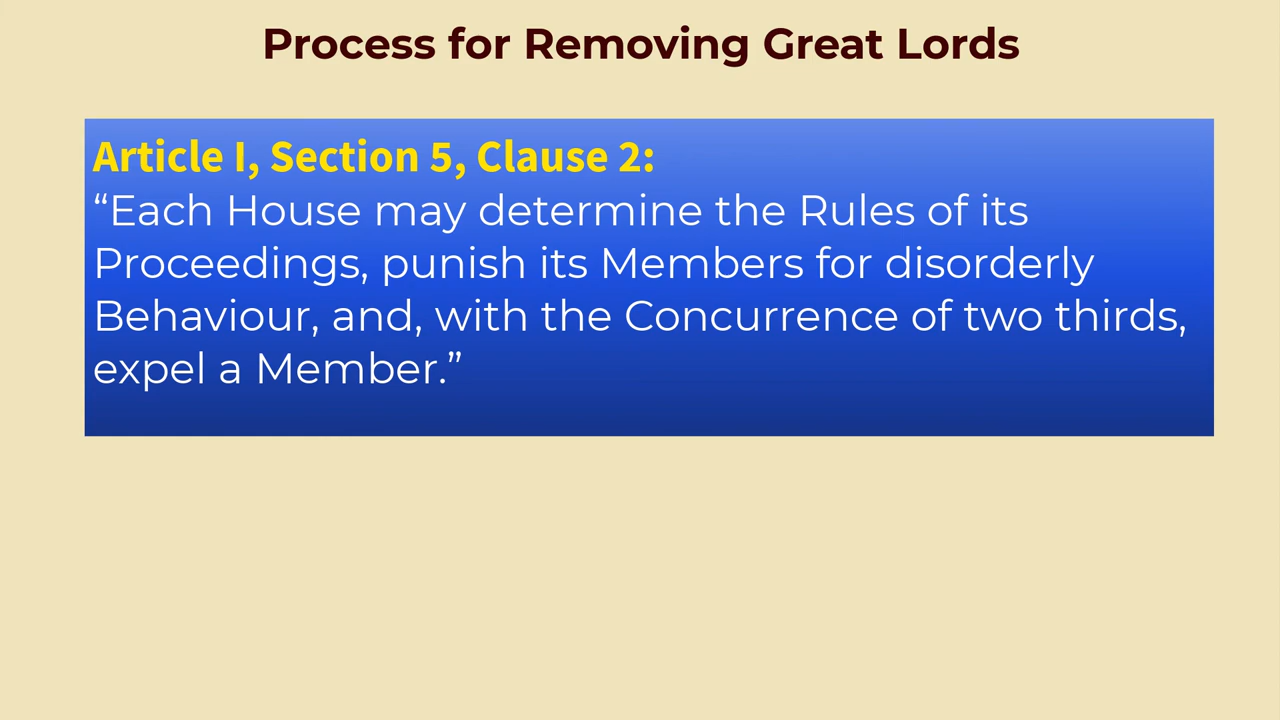 Process for Removing Great Lords
Article I, Section 5, Clause 2:
“Each House may determine the Rules of its
Proceedings, punish its Members for disorderly
Behaviour, and, with the Concurrence of two thirds,
expel a Member.”